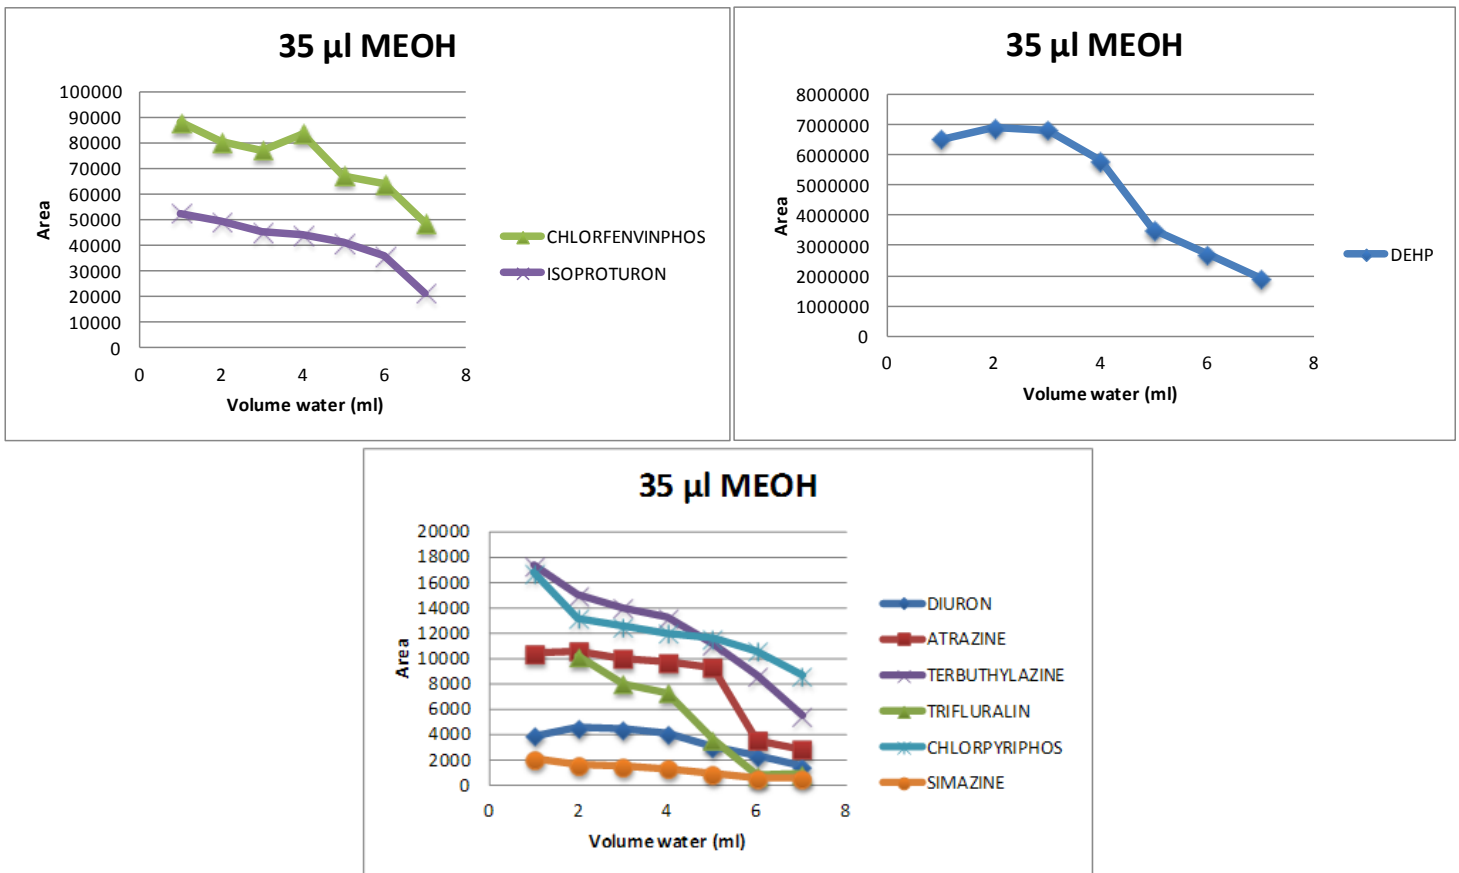 35 µl MEOH
100000
90000
80000
70000
60000
50000
40000
30000
20000
10000
0
Area
0 2 4 6 8
Volume water (ml)
CHLORFENVINPHOS
ISOPROTURON
35 µl MEOH
8000000
7000000
6000000
5000000
4000000
3000000
2000000
1000000
0
Area
0 2 4 6 8
Volume water (ml)
DEHP
35 µl MEOH
20000
18000
16000
14000
12000
10000
8000
6000
4000
2000
0
Area
0 2 4 6 8
Volume water (ml)
DIURON
ATRAZINE
TERBUTHYLAZINE
TRIFLURALIN
CHLORPYRIPHOS
SIMAZINE